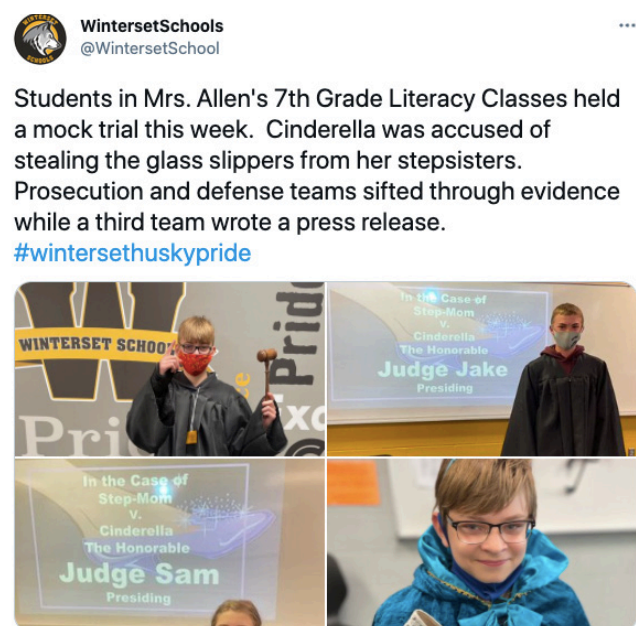 WintersetSchools
@WintersetSchool
Students in Mrs. Allen's 7th Grade Literacy Classes held
a mock trial this week. Cinderella was accused of
stealing the glass slippers from her stepsisters.
Prosecution and defense teams sifted through evidence
while a third team wrote a press release.
#wintersethuskypride
WINTERSET SCHOO
Pri
Pride
In the Case of
Step-Mom
v.
Cinderella
The Honorable
Judge Jake
Presiding
In the Case of
Step-Mom
v.
Cinderella
The Honorable
Judge Sam
Presiding